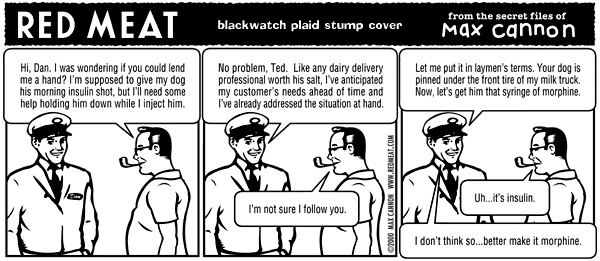 RED MEAT
blackwatch plaid stump cover
from the secret files of
Max cannon
Hi, Dan. I was wondering if you could lend
me a hand? I'm supposed to give my dog
his morning insulin shot, but I'll need some
help holding him down while I inject him.
No problem, Ted. Like any dairy delivery
professional worth his salt, I've anticipated
my customer's needs ahead of time and
I've already addressed the situation at hand.
I'm not sure I follow you.
©2000 MAX CANNON WWW.REDMEAT.COM
Let me put it in laymen's terms. Your dog is
pinned under the front tire of my milk truck.
Now, let's get him that syringe of morphine.
Uh...it's insulin.
I don't think so...better make it morphine.